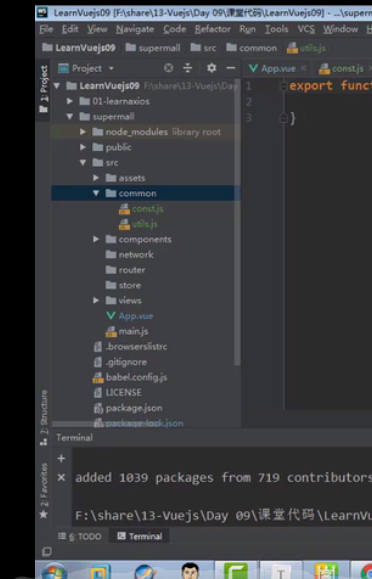 LearnVuejs09 [F:\share\13-Vuejs\Day 09\课堂代码\LearnVuejs09] - ...\superm
File Edit View Navigate Code Refactor Run Tools VCS Window H
LearnVuejs09 supermall src common utils.js
1: Project
Project
App.vue
const.js
LearnVuejs09 F:\share\13-Vuejs\Day
01-learnaxios
supermall
node_modules library root
public
src
assets
common
const.js
utils.js
components
network
router
store
views
App.vue
main.js
.browserslistrc
.gitignore
babel.config.js
LICENSE
package.json
package-lock.json
1 export funct
2
3 }
2: Structure
2: Favorites
Terminal
added 1039 packages from 719 contributors
F:\share\13-Vuejs\Day 09\课堂代码\LearnVu
6: TODO Terminal